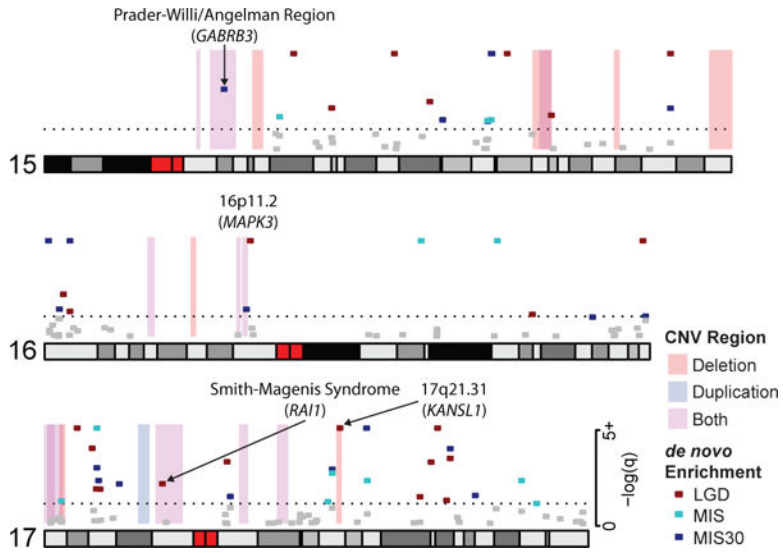 Prader-Willi/Angelman Region
(GABRB3)
15
16p11.2
(MAPK3)
16
CNV Region
Deletion
Duplication
Both
Smith-Magenis Syndrome
(RAI1)
17q21.31
(KANSL1)
5+
−log(q)
0
de novo
Enrichment
LGD
MIS
MIS30
17